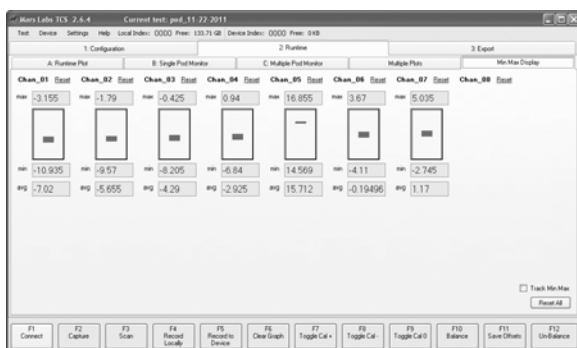 Mars Labs TCS 2.6.4 Current test: pod_11-22-2011
Test Device Settings Help Local Index: 0000 Free: 133.71 GB Device Index: 0000 Free: 0 KB
1: Configuration 2: Runtime 3: Export
A: Runtime Plot B: Single Pod Monitor C: Multiple Pod Monitor Multiple Plots Min Max Display
Chan_01 Reset Chan_02 Reset Chan_03 Reset Chan_04 Reset Chan_05 Reset Chan_06 Reset Chan_07 Reset Chan_08 Reset
max -3.155 max -1.79 max -0.425 max 0.94 max 16.855 max 3.67 max 5.035
min -10.935 min -9.57 min -8.205 min -6.84 min 14.569 min -4.11 min -2.745
avg -7.02 avg -5.655 avg -4.29 avg -2.925 avg 15.712 avg -0.19496 avg 1.17
Track Min Max
Reset All
F1 F2 F3 F4 F5 F6 F7 F8 F9 F10 F11 F12
Connect Capture Scan Record Locally Record to Device Clear Graph Toggle Cal + Toggle Cal - Toggle Cal 0 Balance Save Offsets Un-Balance